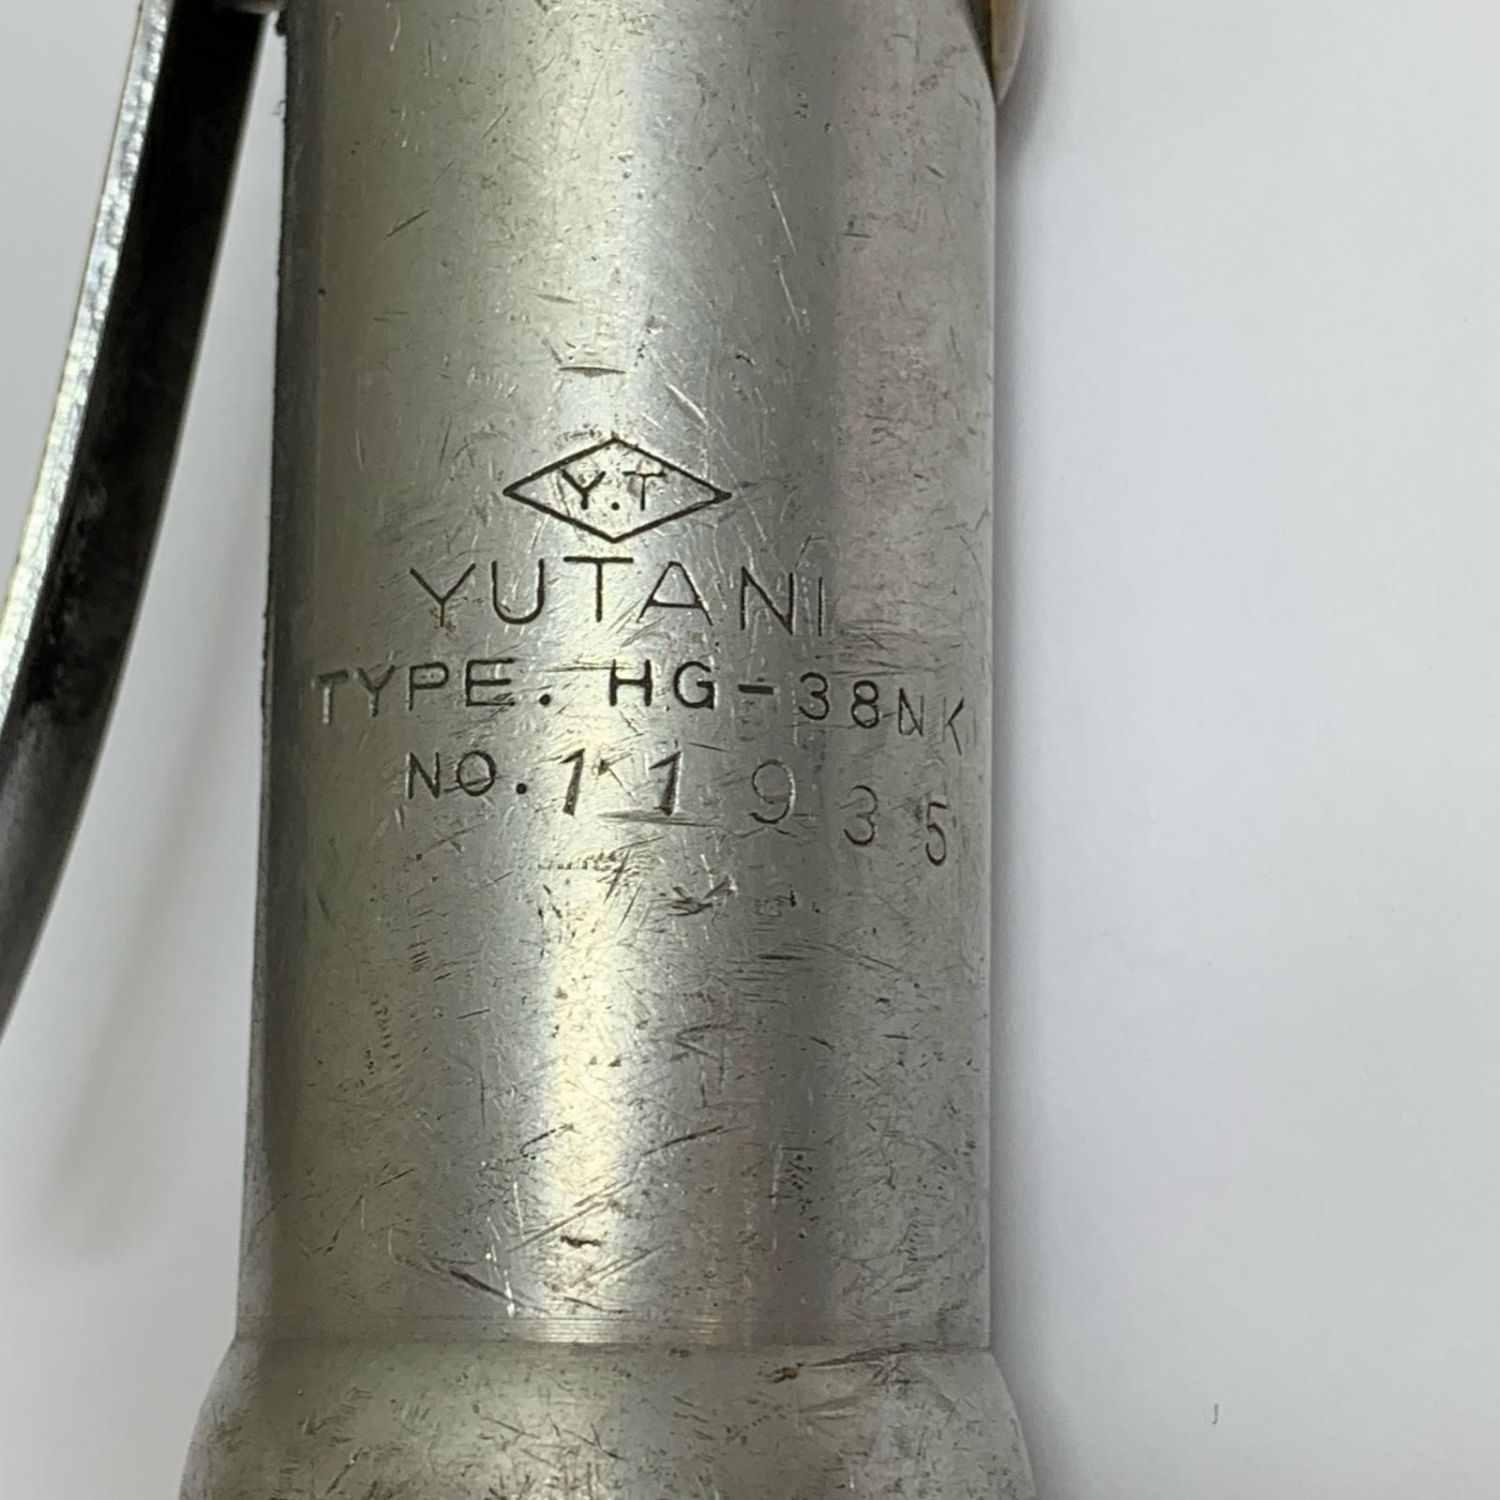 Y.T
YUTANI
TYPE. HG-38NK
NO. 11935